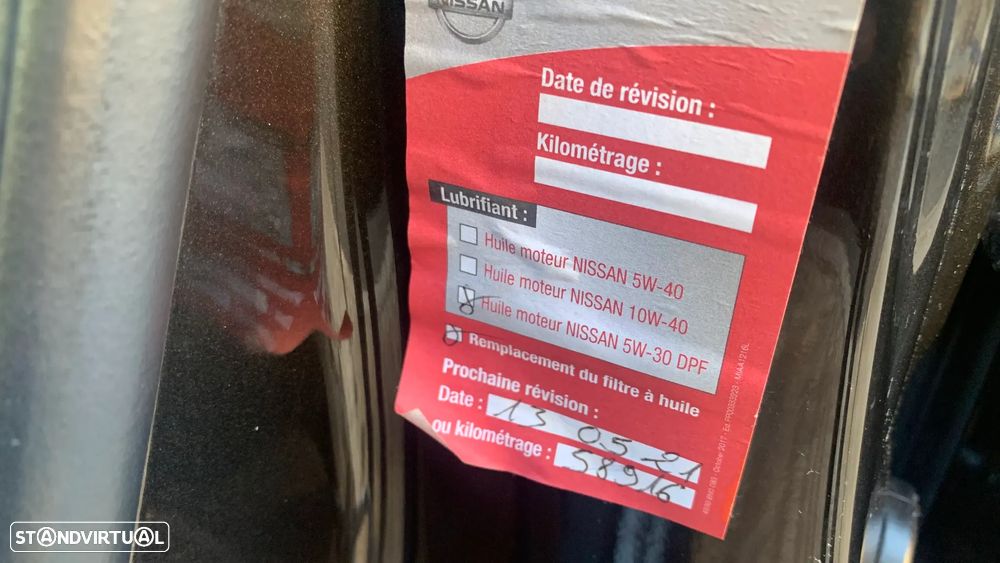 NISSAN
Date de révision :
Kilométrage :
Lubrifiant :
Huile moteur NISSAN 5W-40
Huile moteur NISSAN 10W-40
Huile moteur NISSAN 5W-30 DPF
Remplacement du filtre à huile
Prochaine révision :
Date : 13 05 21
ou kilométrage : 58916
STANDVIRTUAL